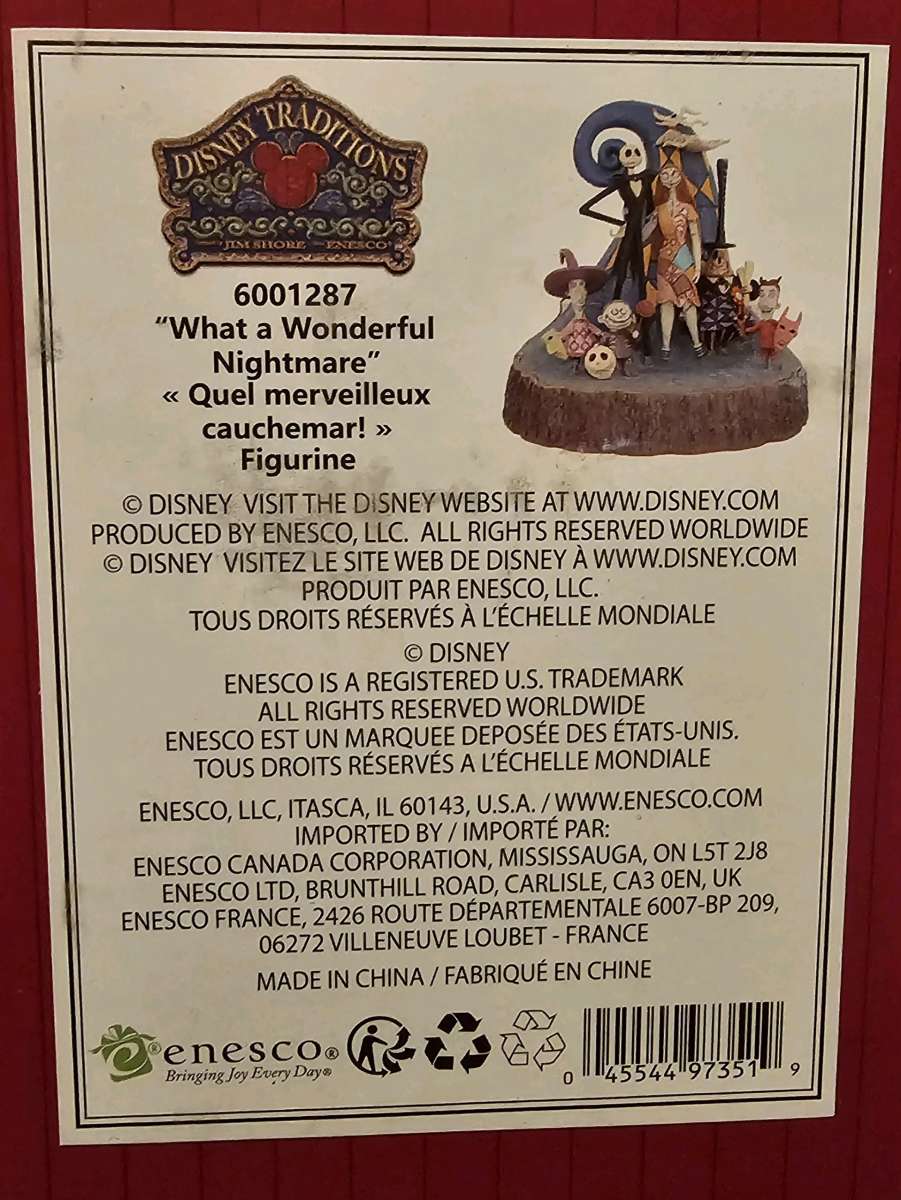 DISNEY TRADITIONS
JIM SHORE ENESCO
6001287
“What a Wonderful
Nightmare”
« Quel merveilleux
cauchemar! »
Figurine
© DISNEY VISIT THE DISNEY WEBSITE AT WWW.DISNEY.COM
PRODUCED BY ENESCO, LLC. ALL RIGHTS RESERVED WORLDWIDE
© DISNEY VISITEZ LE SITE WEB DE DISNEY À WWW.DISNEY.COM
PRODUIT PAR ENESCO, LLC.
TOUS DROITS RÉSERVÉS À L’ÉCHELLE MONDIALE
© DISNEY
ENESCO IS A REGISTERED U.S. TRADEMARK
ALL RIGHTS RESERVED WORLDWIDE
ENESCO EST UN MARQUEE DEPOSÉE DES ÉTATS-UNIS.
TOUS DROITS RÉSERVÉS A L’ÉCHELLE MONDIALE
ENESCO, LLC, ITASCA, IL 60143, U.S.A. / WWW.ENESCO.COM
IMPORTED BY / IMPORTÉ PAR:
ENESCO CANADA CORPORATION, MISSISSAUGA, ON L5T 2J8
ENESCO LTD, BRUNTHILL ROAD, CARLISLE, CA3 0EN, UK
ENESCO FRANCE, 2426 ROUTE DÉPARTEMENTALE 6007-BP 209,
06272 VILLENEUVE LOUBET - FRANCE
MADE IN CHINA / FABRIQUÉ EN CHINE
® enesco®
Bringing Joy Every Day®
0 45544 97351 9